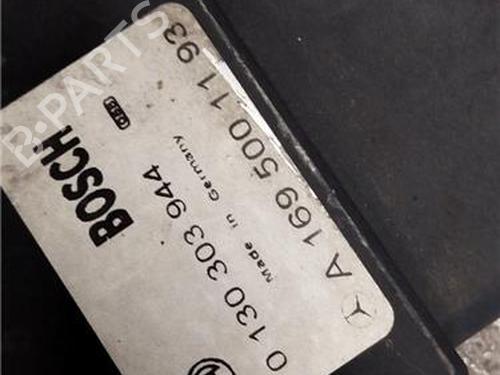 A 169 500 11 93
Made in Germany
0 130 303 944
BOSCH
B-PARTS